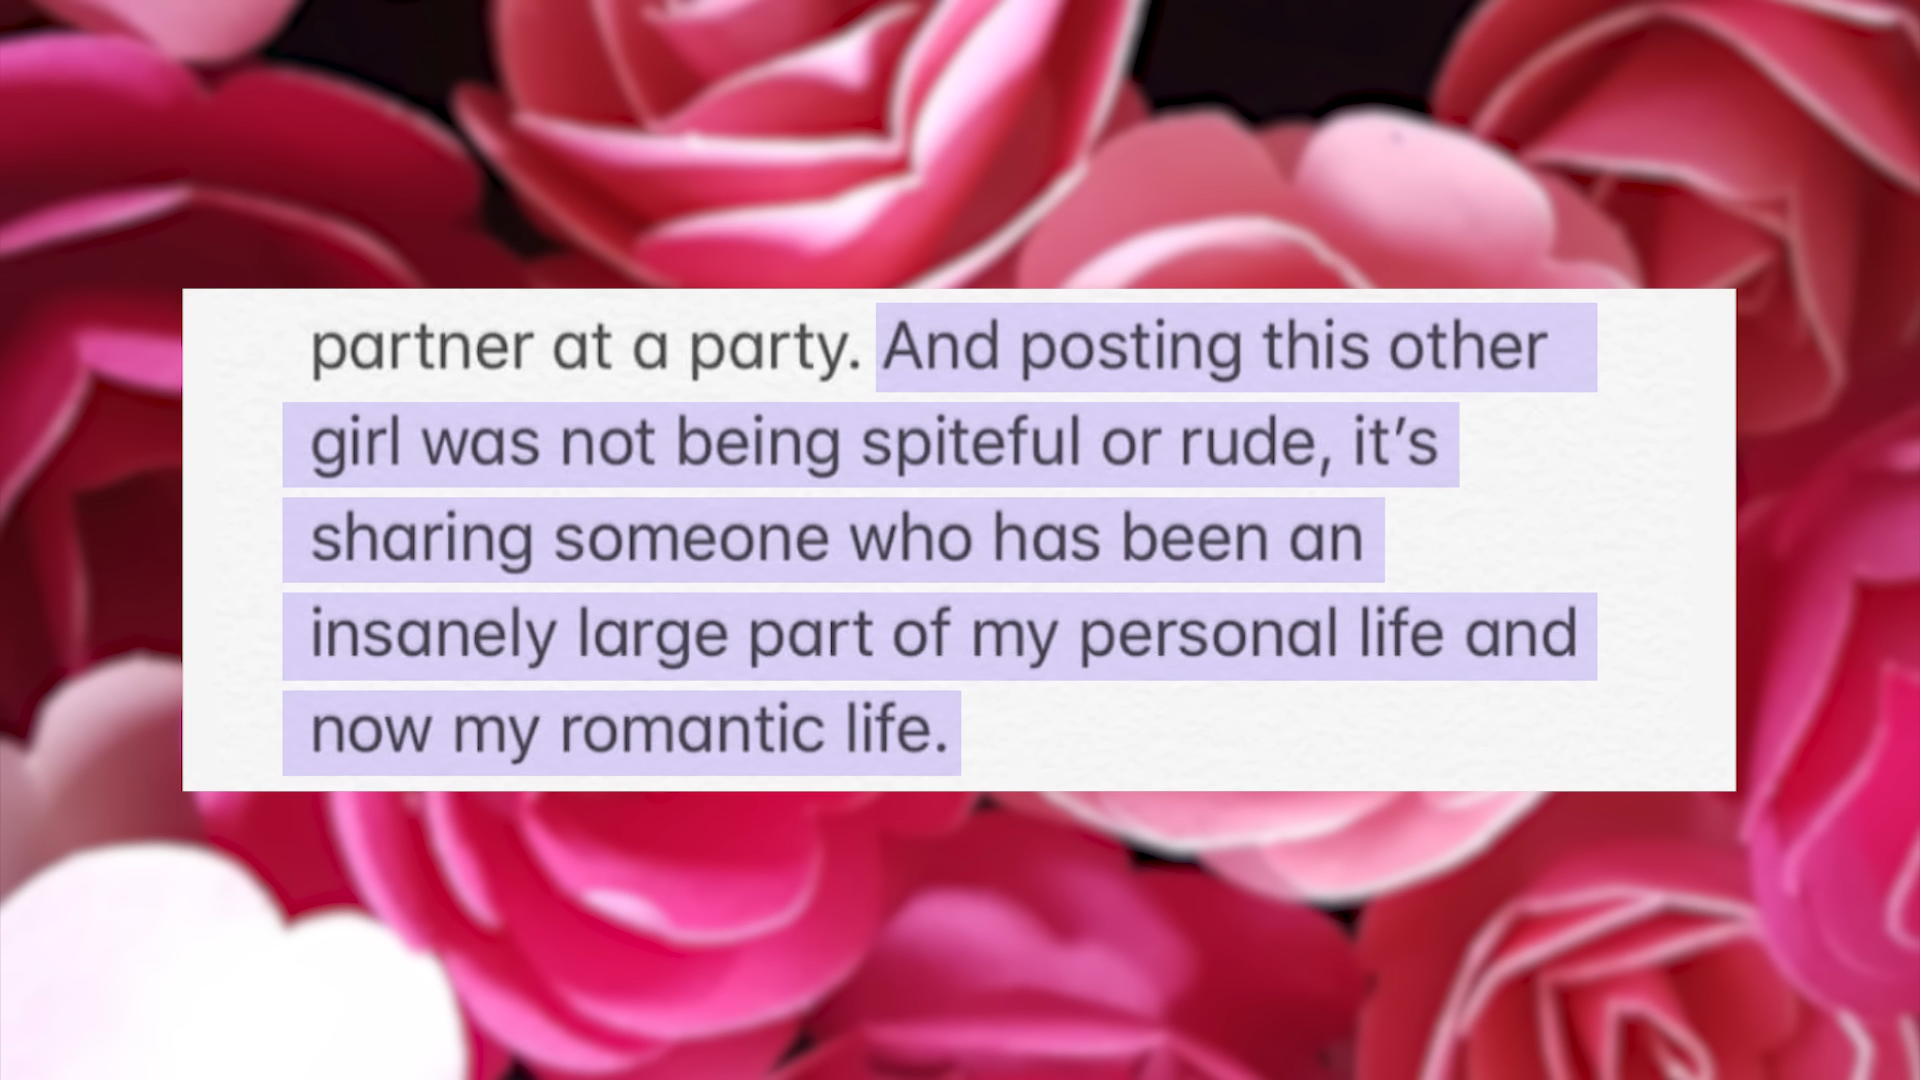 partner at a party. And posting this other
girl was not being spiteful or rude, it’s
sharing someone who has been an
insanely large part of my personal life and
now my romantic life.